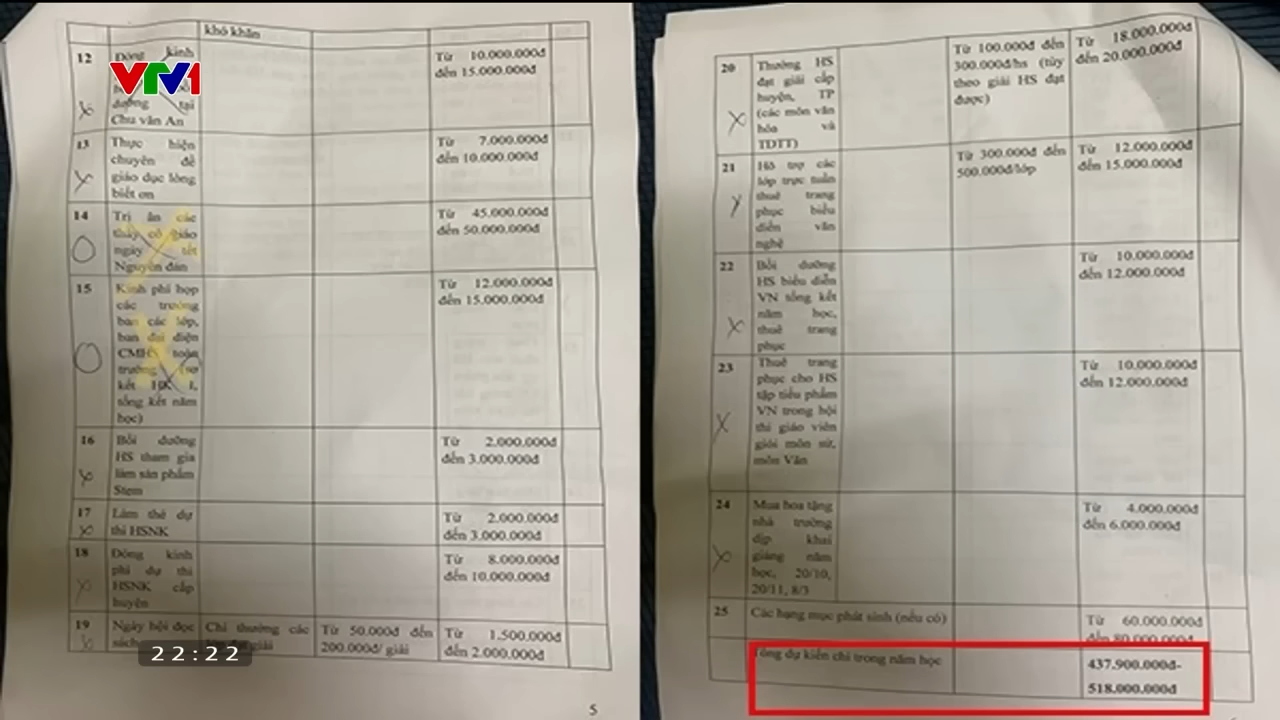 khó khăn
12
Đóng kinh
dưỡng tại
Chu văn An
Từ 10.000.000đ
đến 15.000.000đ
13
Thực hiện
chuyên đề
giáo dục lòng
biết ơn
Từ 7.000.000đ
đến 10.000.000đ
14
Tri ân các
thầy cô giáo
ngày tết
Nguyên đán
Từ 45.000.000đ
đến 50.000.000đ
15
Kinh phí họp
các trưởng
ban các lớp,
ban đại diện
CMHS toàn
trường (sơ
kết HK I,
tổng kết năm
học)
Từ 12.000.000đ
đến 15.000.000đ
16
Bồi dưỡng
HS tham gia
làm sản phẩm
Stem
Từ 2.000.000đ
đến 3.000.000đ
17
Làm thẻ dự
thi HSNK
Từ 2.000.000đ
đến 3.000.000đ
18
Đóng kinh
phí dự thi
HSNK cấp
huyện
Từ 8.000.000đ
đến 10.000.000đ
19
Ngày hội đọc
sách
Chi thưởng các
giải
Từ 50.000đ đến
200.000đ/ giải
Từ 1.500.000đ
đến 2.000.000đ
5
20
Thưởng HS
đạt giải cấp
huyện, TP
(các môn văn
hóa và
TDTT)
Từ 100.000đ đến
300.000đ/hs (tùy
theo giải HS đạt
được)
Từ 18.000.000đ
đến 20.000.000đ
21
Hỗ trợ các
lớp trực tuần
thuê trang
phục biểu
diễn văn
nghệ
Từ 300.000đ đến
500.000đ/lớp
Từ 12.000.000đ
đến 15.000.000đ
22
Bồi dưỡng
HS biểu diễn
VN tổng kết
năm học,
thuê trang
phục
Từ 10.000.000đ
đến 12.000.000đ
23
Thuê trang
phục cho HS
tập tiểu phẩm
VN trong hội
thi giáo viên
giỏi môn sử,
môn Văn
Từ 10.000.000đ
đến 12.000.000đ
24
Mua hoa tặng
nhà trường
dịp khai
giảng năm
học, 20/10,
20/11, 8/3
Từ 4.000.000đ
đến 6.000.000đ
25
Các hạng mục phát sinh (nếu có)
Từ 60.000.000đ
đến 80.000.000đ
Tổng dự kiến chi trong năm học
437.900.000đ-
518.000.000đ
VTV1
22:22